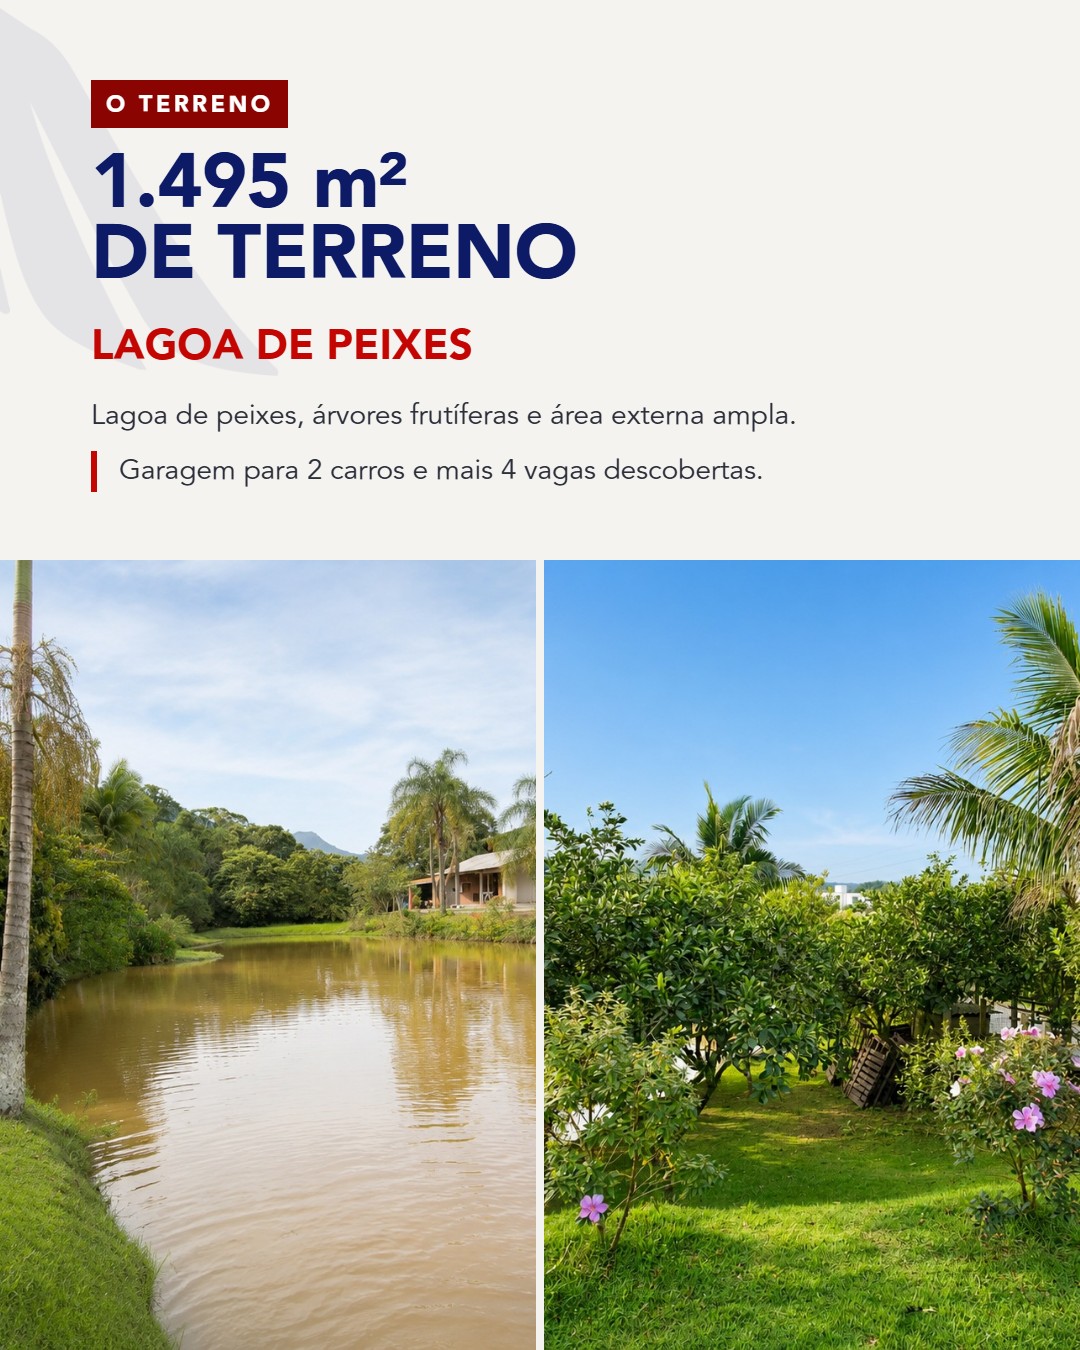 O TERRENO
1.495 m²
DE TERRENO
LAGOA DE PEIXES
Lagoa de peixes, árvores frutíferas e área externa ampla.
Garagem para 2 carros e mais 4 vagas descobertas.